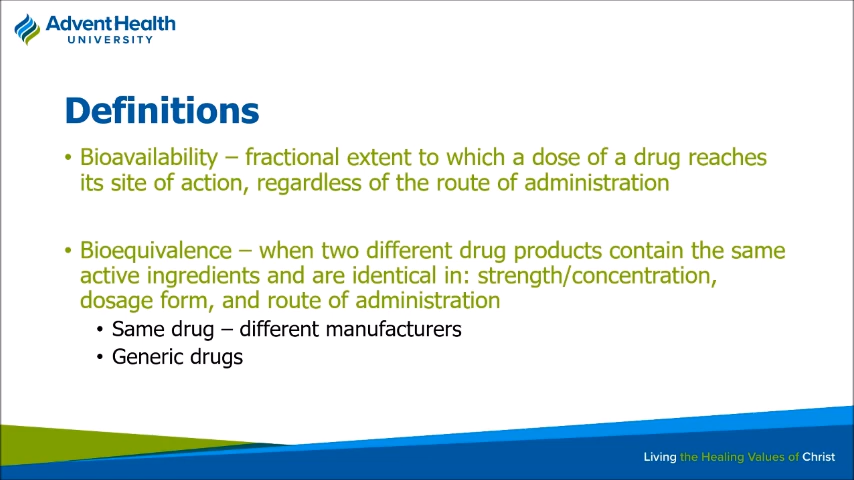 AdventHealth
UNIVERSITY
Definitions
• Bioavailability – fractional extent to which a dose of a drug reaches
its site of action, regardless of the route of administration
• Bioequivalence – when two different drug products contain the same
active ingredients and are identical in: strength/concentration,
dosage form, and route of administration
• Same drug – different manufacturers
• Generic drugs
Living the Healing Values of Christ